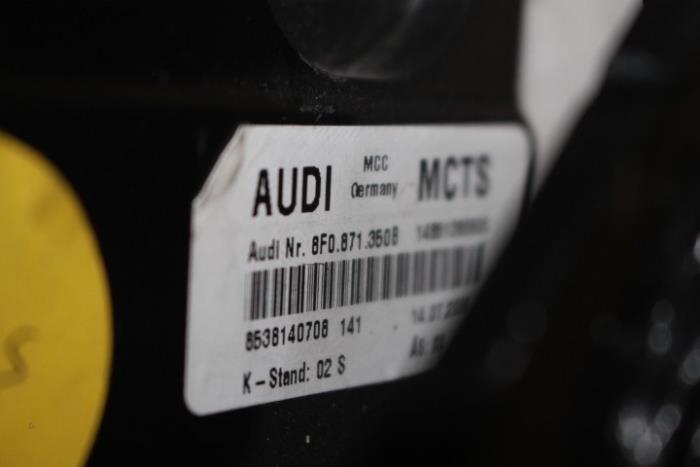 AUDI MCC Germany MCTS
Audi Nr. 8F0.871.350B
8538140708 141
K-Stand: 02 S